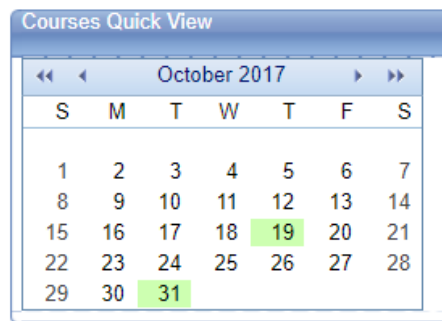 Courses Quick View
October 2017
S M T W T F S
1 2 3 4 5 6 7
8 9 10 11 12 13 14
15 16 17 18 19 20 21
22 23 24 25 26 27 28
29 30 31